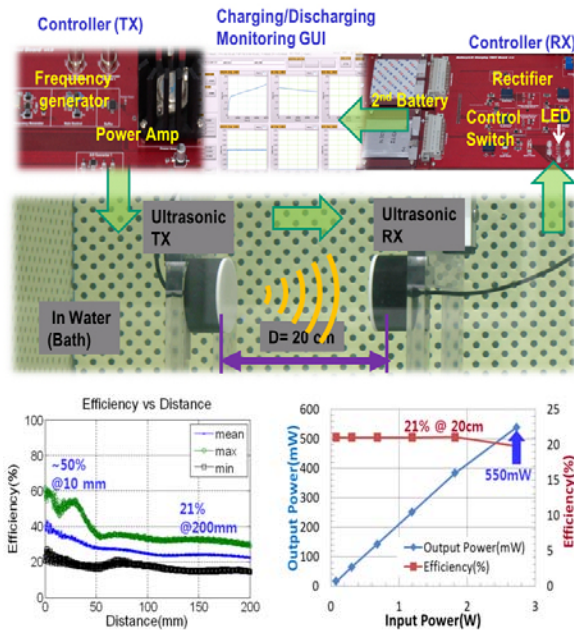 Controller (TX)
Charging/Discharging
Monitoring GUI
Controller (RX)
Frequency
generator
Power Amp
2nd Battery
Rectifier
Control
Switch
LED
Ultrasonic
TX
Ultrasonic
RX
In Water
(Bath)
D= 20 cm
Efficiency vs Distance
Efficiency(%)
100
80
60
40
20
0
0 50 100 150 200
Distance(mm)
mean
max
min
~50%
@10 mm
21%
@200mm
Output Power(mW)
600
500
400
300
200
100
0
0 1 2 3
Input Power(W)
25
20
15
10
5
0
Efficiency(%)
21% @ 20cm
550mW
Output Power(mW)
Efficiency(%)